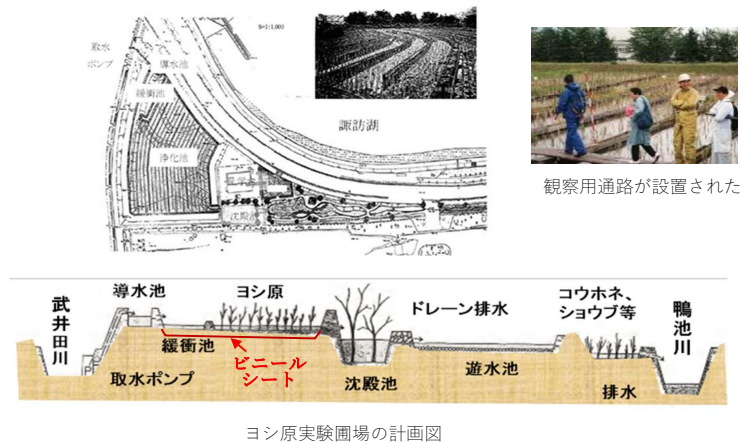 S=1:1,000
取水
ポンプ
導水池
緩衝池
浄化池
諏訪湖
沈殿池
観察用通路が設置された
武井田川
導水池
ヨシ原
ドレーン排水
コウホネ、
ショウブ等
鴨池川
緩衝池
ビニール
シート
取水ポンプ
沈殿池
遊水池
排水
ヨシ原実験圃場の計画図